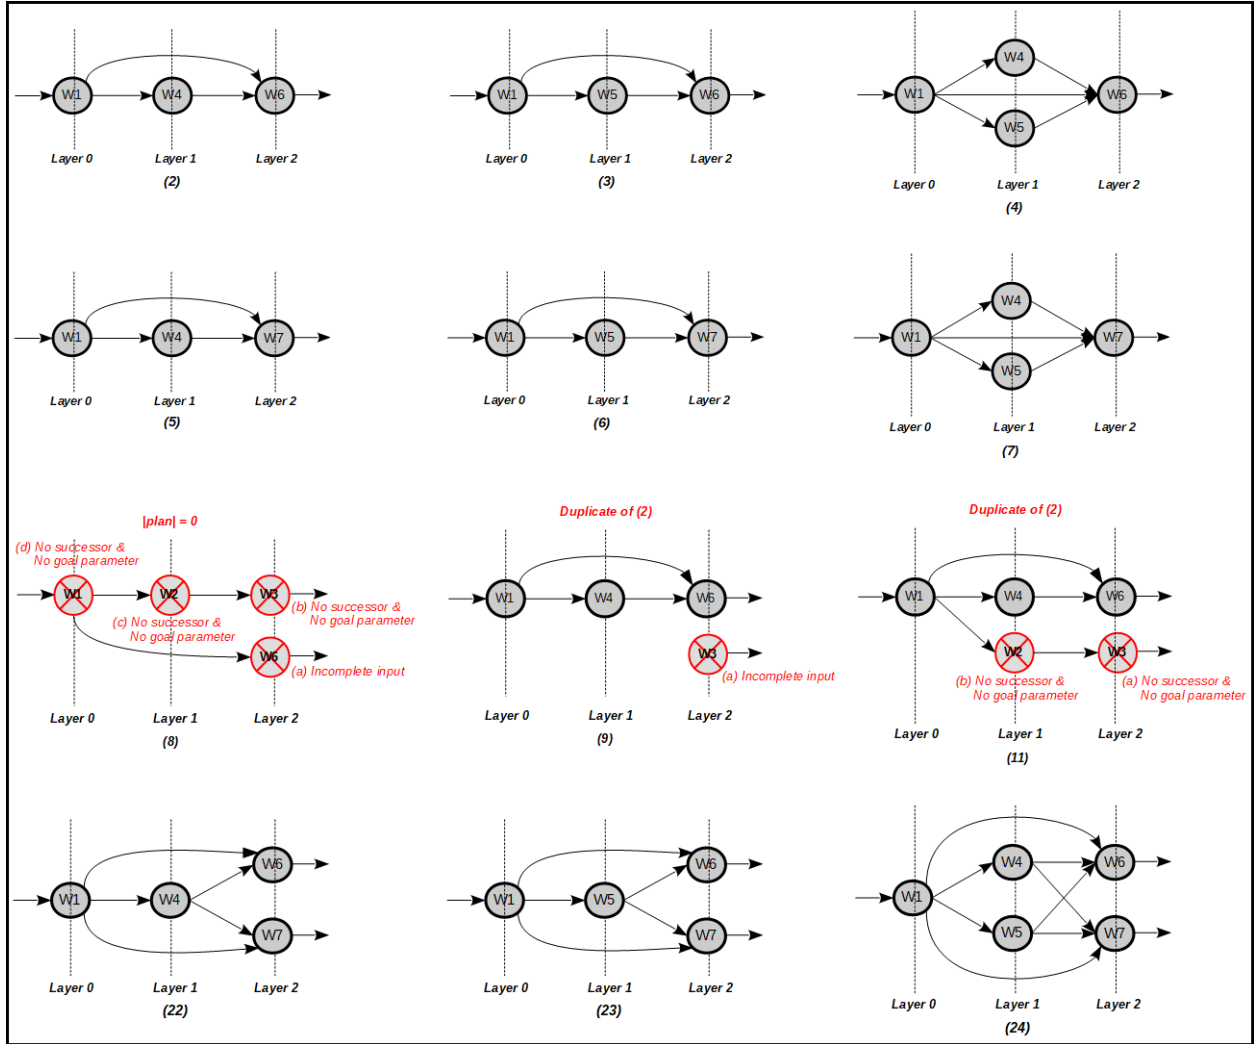 W1 W4 W6
Layer 0 Layer 1 Layer 2
(2)
W1 W5 W6
Layer 0 Layer 1 Layer 2
(3)
W4
W1 W6
W5
Layer 0 Layer 1 Layer 2
(4)
W1 W4 W7
Layer 0 Layer 1 Layer 2
(5)
W1 W5 W7
Layer 0 Layer 1 Layer 2
(6)
W4
W1 W7
W5
Layer 0 Layer 1 Layer 2
(7)
|plan| = 0
(d) No successor &
No goal parameter
W1 W2 W3
(b) No successor &
No goal parameter
(c) No successor &
No goal parameter
W6
(a) Incomplete input
Layer 0 Layer 1 Layer 2
(8)
Duplicate of (2)
W1 W4 W6
W3
(a) Incomplete input
Layer 0 Layer 1 Layer 2
(9)
Duplicate of (2)
W1 W4 W6
W2 W3
(b) No successor &
No goal parameter
(a) No successor &
No goal parameter
Layer 0 Layer 1 Layer 2
(11)
W6
W1 W4
W7
Layer 0 Layer 1 Layer 2
(22)
W6
W1 W5
W7
Layer 0 Layer 1 Layer 2
(23)
W4 W6
W1
W5 W7
Layer 0 Layer 1 Layer 2
(24)